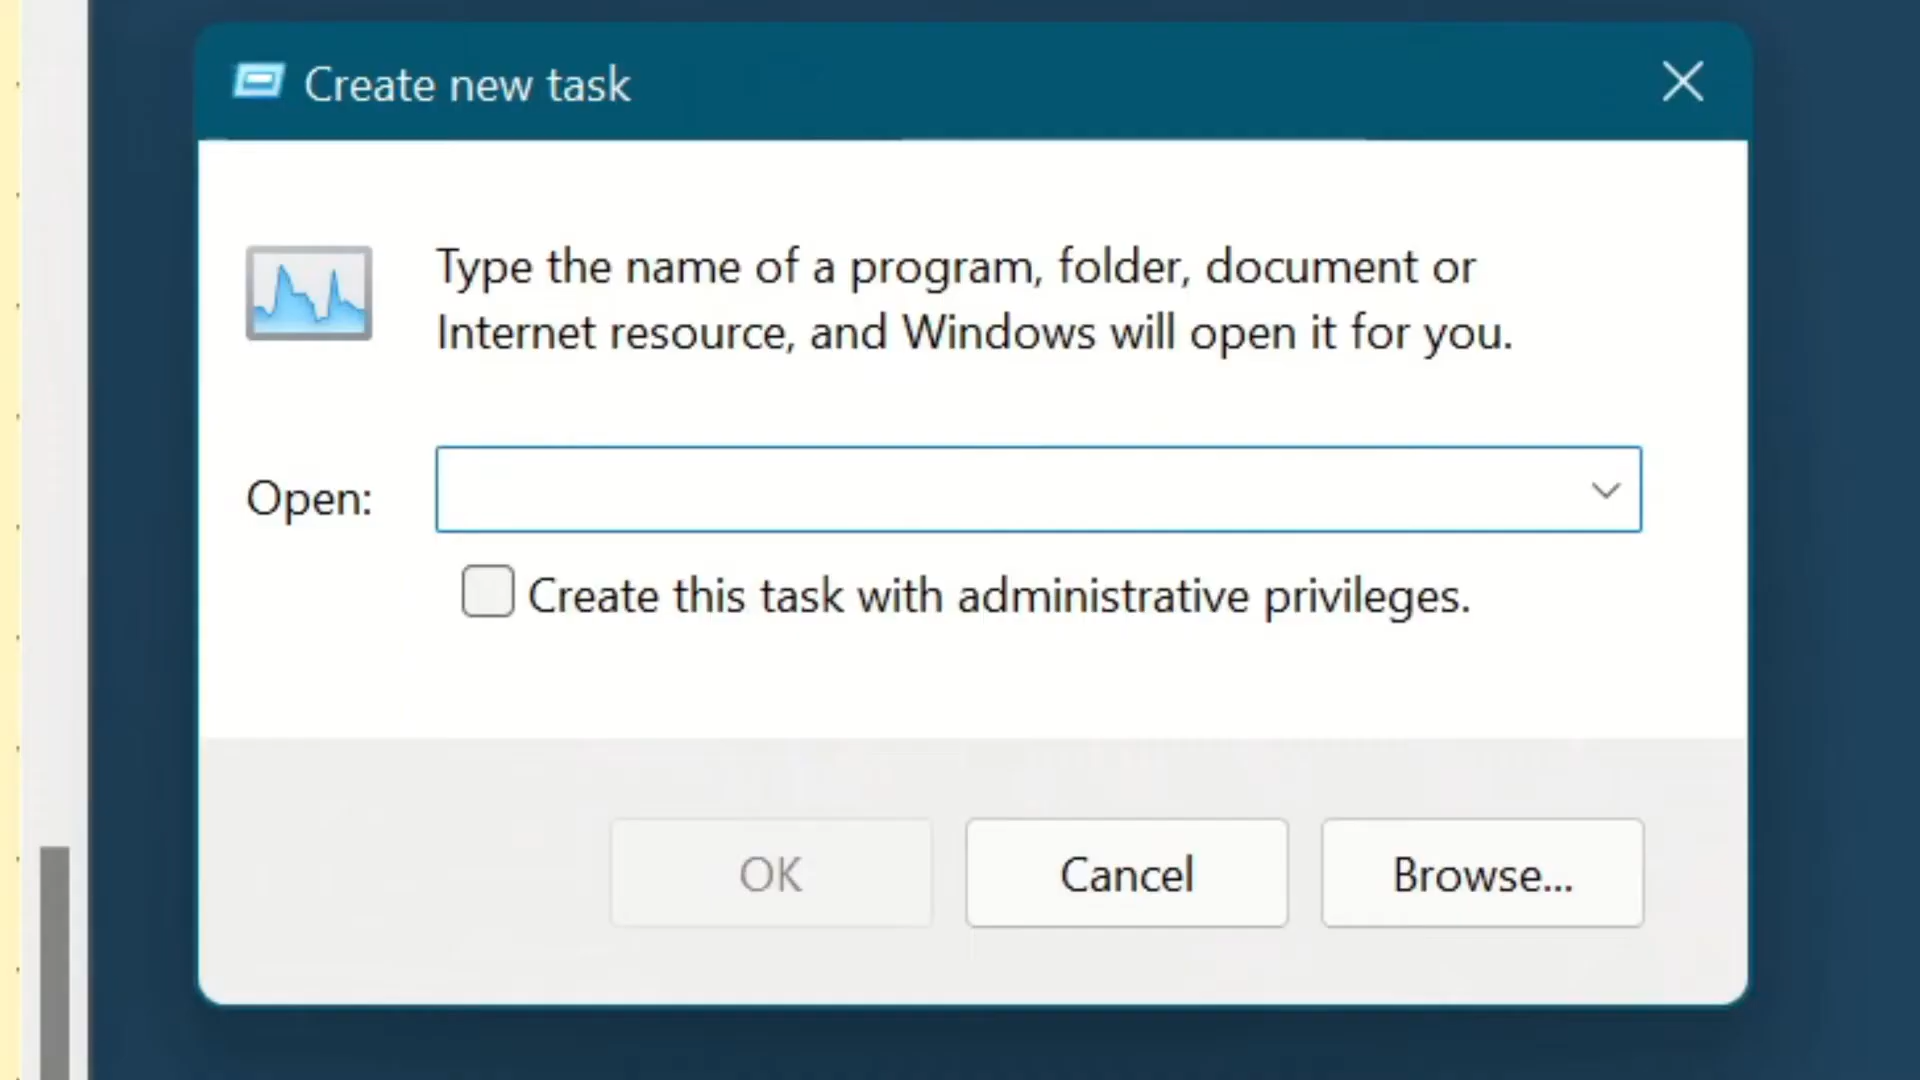 Create new task
Type the name of a program, folder, document or
Internet resource, and Windows will open it for you.
Open:
Create this task with administrative privileges.
OK
Cancel
Browse...